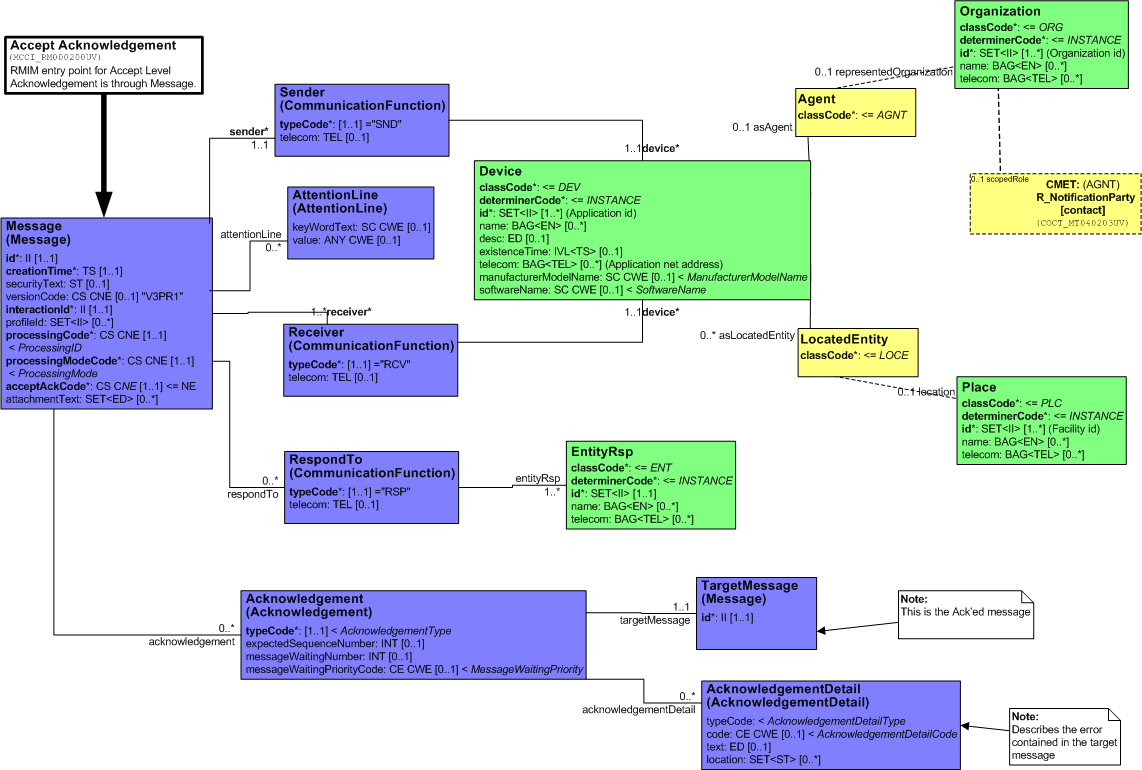 Accept Acknowledgement
(MCCI_RM000200UV)
RMIM entry point for Accept Level
Acknowledgement is through Message.
Sender
(CommunicationFunction)
typeCode*: [1..1] ="SND"
telecom: TEL [0..1]
sender*
1..1
1..1device*
AttentionLine
(AttentionLine)
keyWordText: SC CWE [0..1]
value: ANY CWE [0..1]
attentionLine
0..*
Message
(Message)
id*: II [1..1]
creationTime*: TS [1..1]
securityText: ST [0..1]
versionCode: CS CNE [0..1] "V3PR1"
interactionId*: II [1..1]
profileId: SET<II> [0..*]
processingCode*: CS CNE [1..1]
< ProcessingID
processingModeCode*: CS CNE [1..1]
< ProcessingMode
acceptAckCode*: CS CNE [1..1] <= NE
attachmentText: SET<ED> [0..*]
1..*receiver*
Receiver
(CommunicationFunction)
typeCode*: [1..1] ="RCV"
telecom: TEL [0..1]
1..1device*
Device
classCode*: <= DEV
determinerCode*: <= INSTANCE
id*: SET<II> [1..*] (Application id)
name: BAG<EN> [0..*]
desc: ED [0..1]
existenceTime: IVL<TS> [0..1]
telecom: BAG<TEL> [0..*] (Application net address)
manufacturerModelName: SC CWE [0..1] < ManufacturerModelName
softwareName: SC CWE [0..1] < SoftwareName
0..1 asAgent
Agent
classCode*: <= AGNT
0..1 representedOrganization
Organization
classCode*: <= ORG
determinerCode*: <= INSTANCE
id*: SET<II> [1..*] (Organization id)
name: BAG<EN> [0..*]
telecom: BAG<TEL> [0..*]
0..1 scopedRole
CMET: (AGNT)
R_NotificationParty
[contact]
(COCT_MT040203UV)
0..* asLocatedEntity
LocatedEntity
classCode*: <= LOCE
0..1 location
Place
classCode*: <= PLC
determinerCode*: <= INSTANCE
id*: SET<II> [1..*] (Facility id)
name: BAG<EN> [0..*]
telecom: BAG<TEL> [0..*]
0..*
respondTo
RespondTo
(CommunicationFunction)
typeCode*: [1..1] ="RSP"
telecom: TEL [0..1]
entityRsp
1..*
EntityRsp
classCode*: <= ENT
determinerCode*: <= INSTANCE
id*: SET<II> [1..1]
name: BAG<EN> [0..*]
telecom: BAG<TEL> [0..*]
0..*
acknowledgement
Acknowledgement
(Acknowledgement)
typeCode*: [1..1] < AcknowledgementType
expectedSequenceNumber: INT [0..1]
messageWaitingNumber: INT [0..1]
messageWaitingPriorityCode: CE CWE [0..1] < MessageWaitingPriority
1..1
targetMessage
TargetMessage
(Message)
id*: II [1..1]
Note:
This is the Ack'ed message
0..*
acknowledgementDetail
AcknowledgementDetail
(AcknowledgementDetail)
typeCode: < AcknowledgementDetailType
code: CE CWE [0..1] < AcknowledgementDetailCode
text: ED [0..1]
location: SET<ST> [0..*]
Note:
Describes the error
contained in the target
message